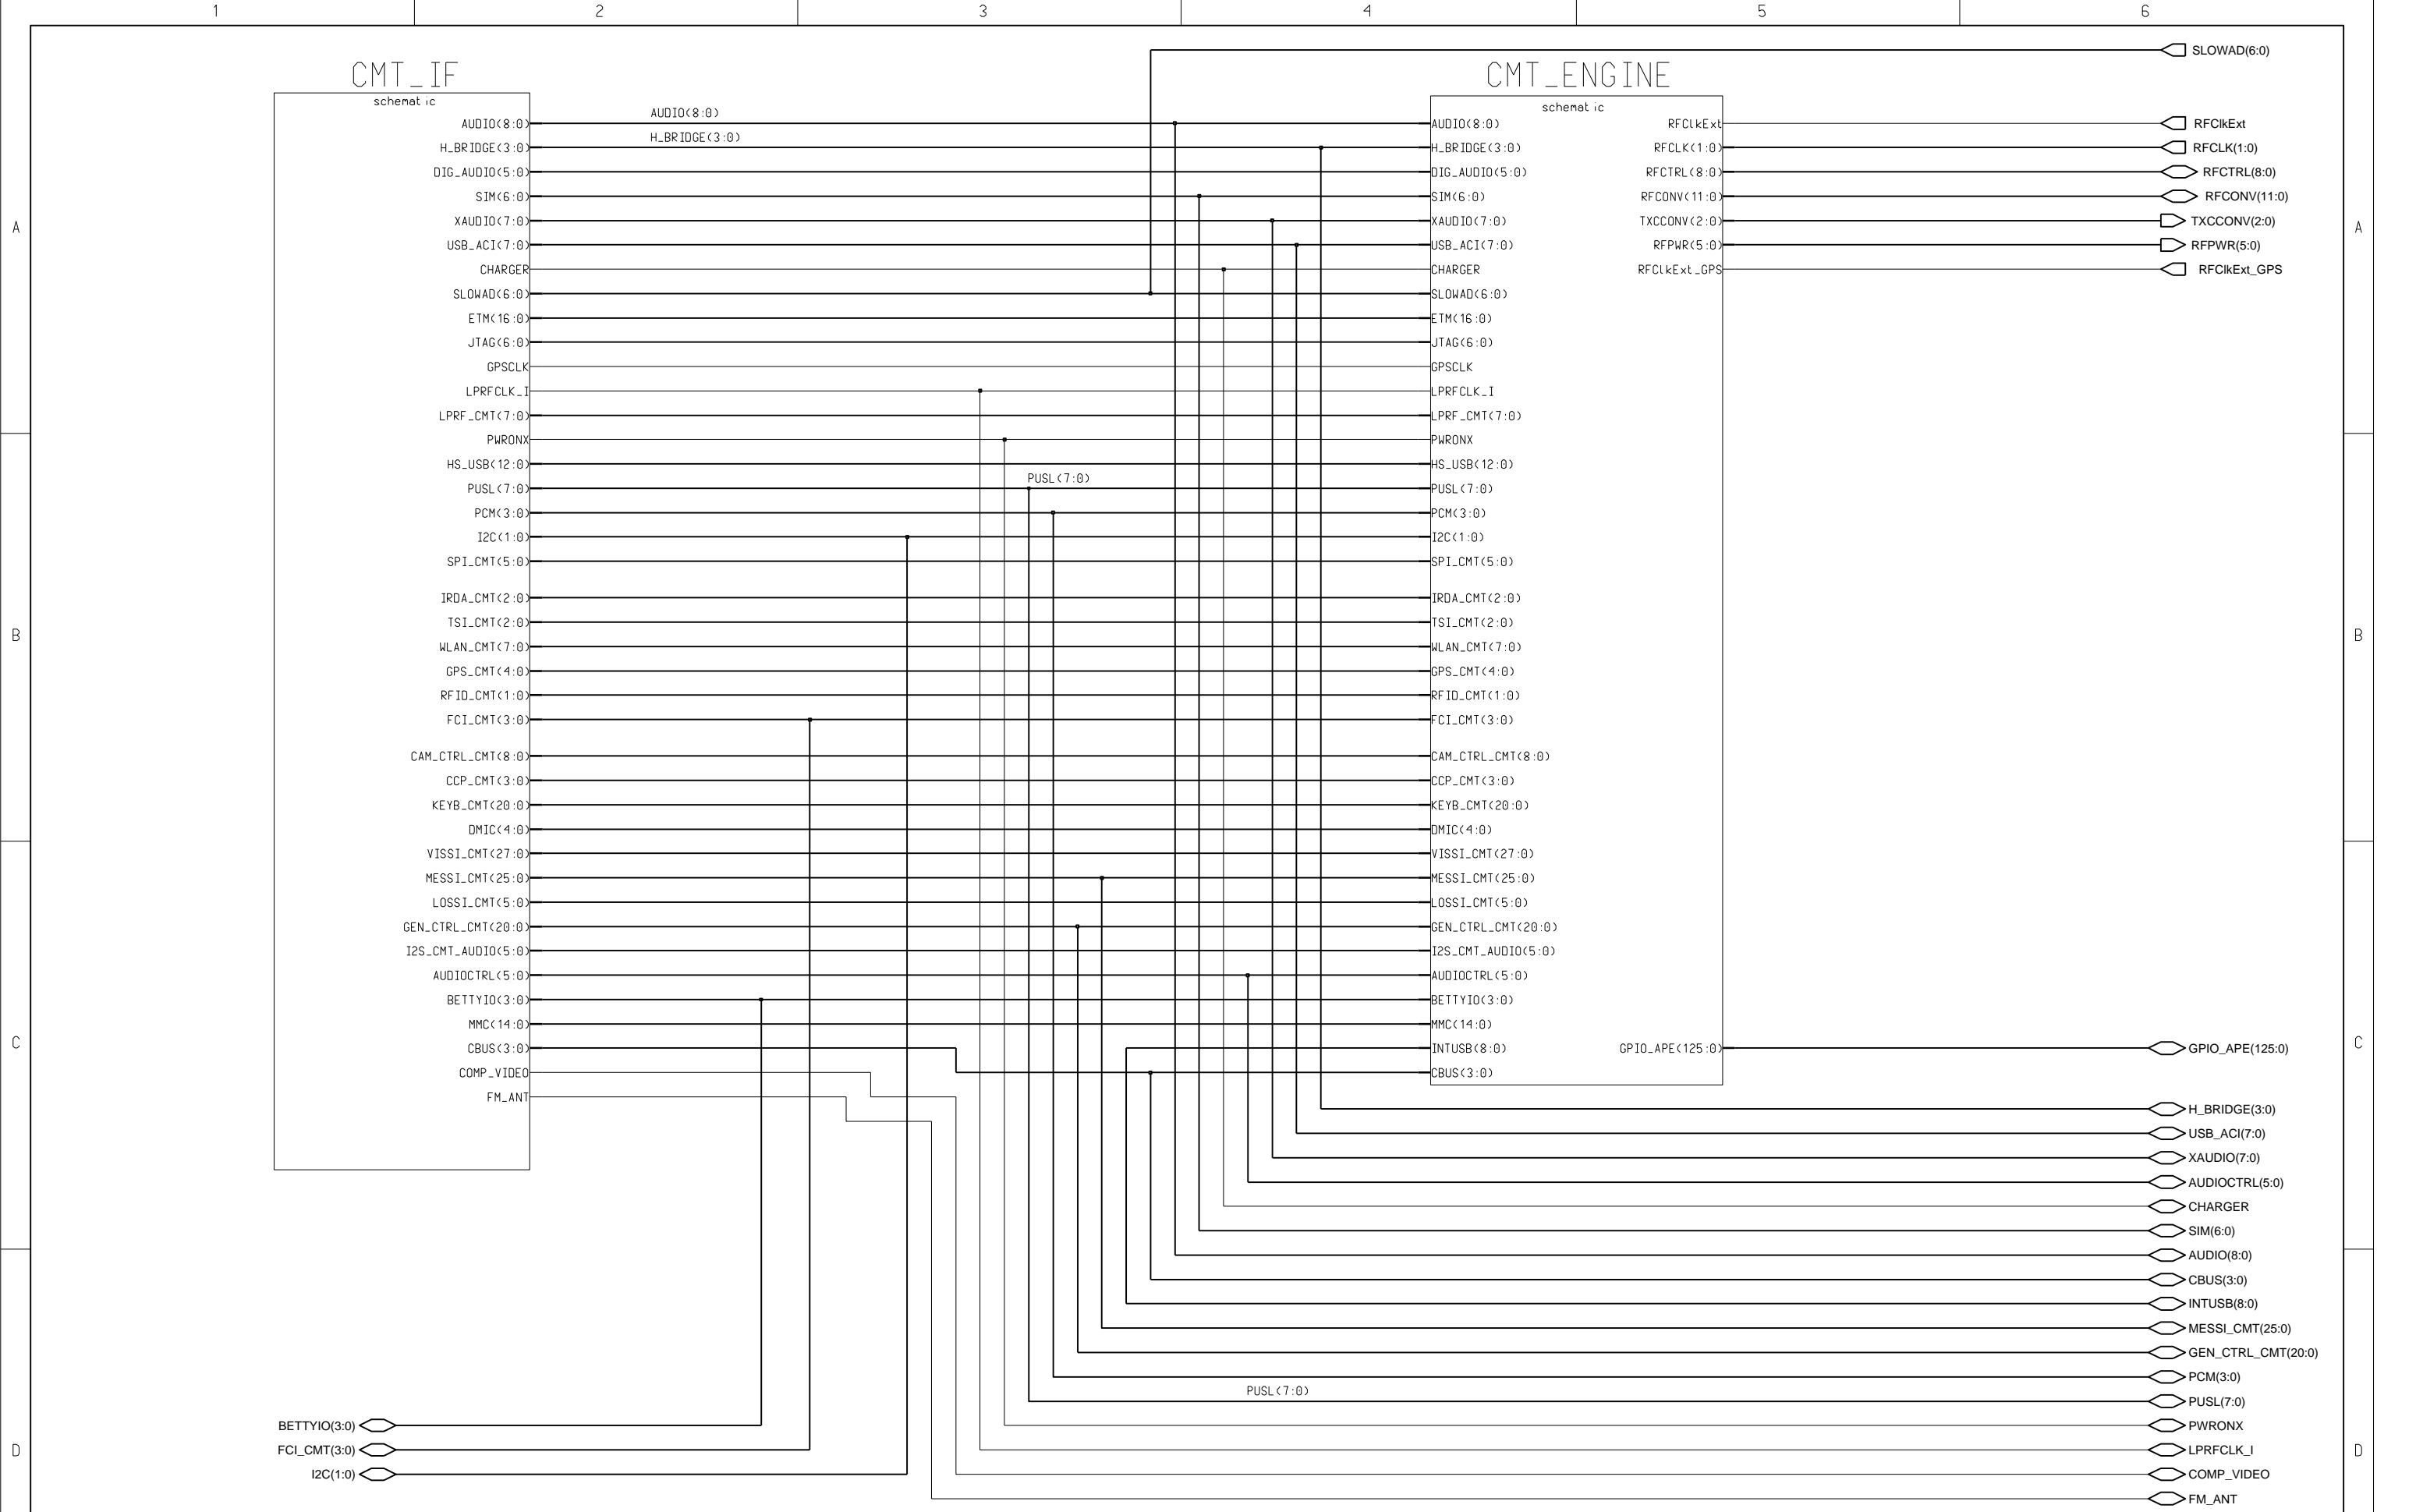 1 2 3 4 5 6
SLOWAD(6:0)
CMT_IF CMT_ENGINE
schematic schematic
AUDIO(8:0) AUDIO(8:0) AUDIO(8:0) RFClkExt RFClkExt
H_BRIDGE(3:0) H_BRIDGE(3:0) H_BRIDGE(3:0) RFCLK(1:0) RFCLK(1:0)
DIG_AUDIO(5:0) DIG_AUDIO(5:0) RFCTRL(8:0) RFCTRL(8:0)
SIM(6:0) SIM(6:0) RFCONV(11:0) RFCONV(11:0)
XAUDIO(7:0) XAUDIO(7:0) TXCCONV(2:0) TXCCONV(2:0)
A A
USB_ACI(7:0) USB_ACI(7:0) RFPWR(5:0) RFPWR(5:0)
CHARGER CHARGER RFClkExt_GPS RFClkExt_GPS
SLOWAD(6:0) SLOWAD(6:0)
ETM(16:0) ETM(16:0)
JTAG(6:0) JTAG(6:0)
GPSCLK GPSCLK
LPRFCLK_I LPRFCLK_I
LPRF_CMT(7:0) LPRF_CMT(7:0)
PWRONX PWRONX
HS_USB(12:0) HS_USB(12:0)
PUSL(7:0) PUSL(7:0) PUSL(7:0)
PCM(3:0) PCM(3:0)
I2C(1:0) I2C(1:0)
SPI_CMT(5:0) SPI_CMT(5:0)
IRDA_CMT(2:0) IRDA_CMT(2:0)
TSI_CMT(2:0) TSI_CMT(2:0)
B B
WLAN_CMT(7:0) WLAN_CMT(7:0)
GPS_CMT(4:0) GPS_CMT(4:0)
RFID_CMT(1:0) RFID_CMT(1:0)
FCI_CMT(3:0) FCI_CMT(3:0)
CAM_CTRL_CMT(8:0) CAM_CTRL_CMT(8:0)
CCP_CMT(3:0) CCP_CMT(3:0)
KEYB_CMT(20:0) KEYB_CMT(20:0)
DMIC(4:0) DMIC(4:0)
VISSI_CMT(27:0) VISSI_CMT(27:0)
MESSI_CMT(25:0) MESSI_CMT(25:0)
LOSSI_CMT(5:0) LOSSI_CMT(5:0)
GEN_CTRL_CMT(20:0) GEN_CTRL_CMT(20:0)
I2S_CMT_AUDIO(5:0) I2S_CMT_AUDIO(5:0)
AUDIOCTRL(5:0) AUDIOCTRL(5:0)
BETTYIO(3:0) BETTYIO(3:0)
MMC(14:0) MMC(14:0)
C C
CBUS(3:0) INTUSB(8:0) GPIO_APE(125:0) GPIO_APE(125:0)
COMP_VIDEO CBUS(3:0)
FM_ANT
H_BRIDGE(3:0)
USB_ACI(7:0)
XAUDIO(7:0)
AUDIOCTRL(5:0)
CHARGER
SIM(6:0)
AUDIO(8:0)
CBUS(3:0)
INTUSB(8:0)
MESSI_CMT(25:0)
GEN_CTRL_CMT(20:0)
PCM(3:0)
PUSL(7:0) PUSL(7:0)
BETTYIO(3:0) PWRONX
D FCI_CMT(3:0) LPRFCLK_I D
I2C(1:0) COMP_VIDEO
FM_ANT